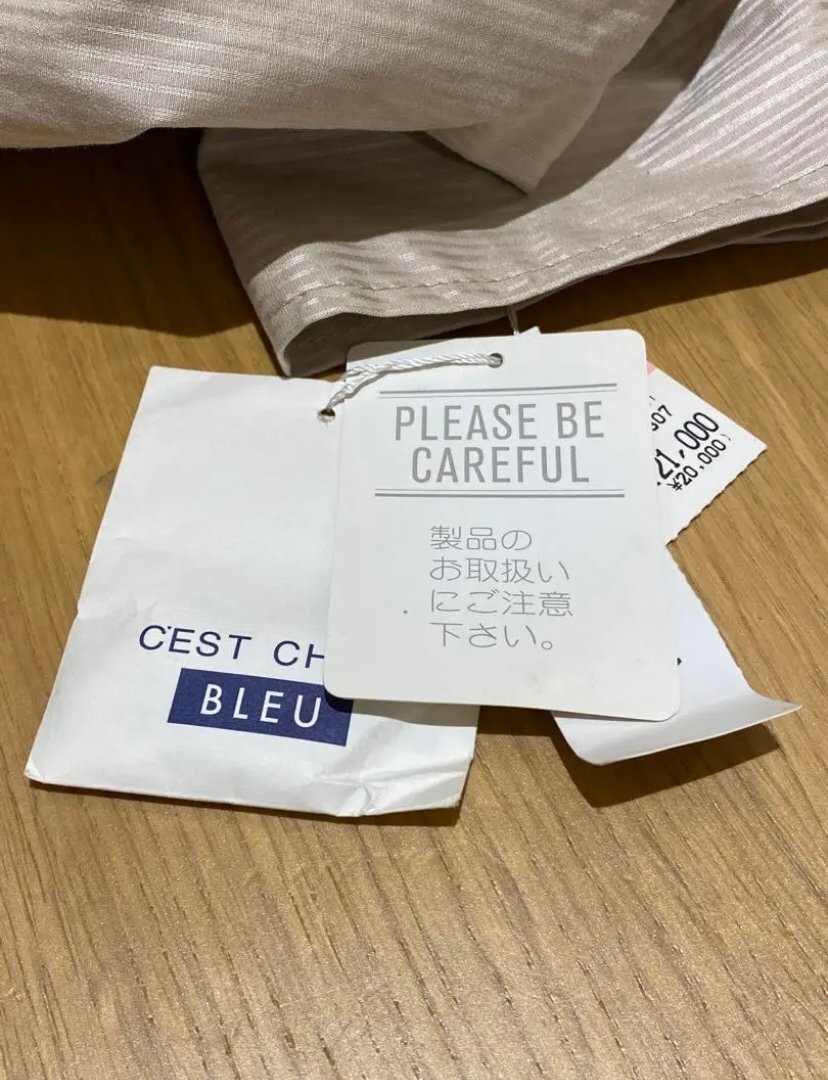 PLEASE BE
CAREFUL
製品の
お取扱い
にご注意
下さい。
C'EST
BLEU
307
21,000
¥20,000)